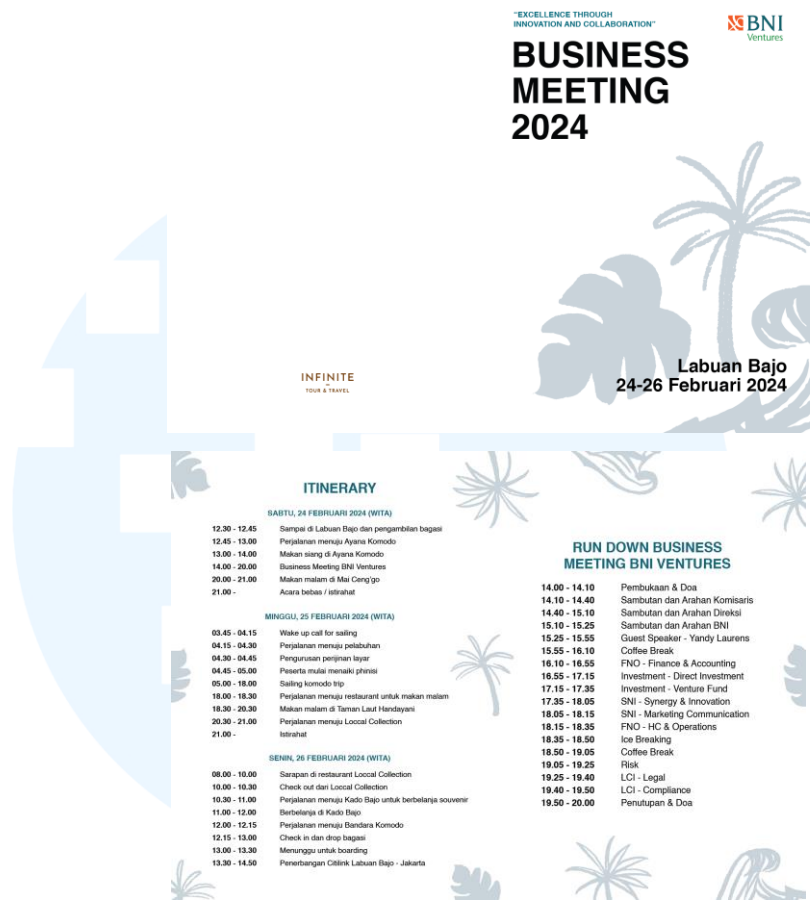 "EXCELLENCE THROUGH
INNOVATION AND COLLABORATION"
BNI
Ventures
BUSINESS
MEETING
2024
Labuan Bajo
24-26 Februari 2024
INFINITE
TOUR & TRAVEL
ITINERARY
SABTU, 24 FEBRUARI 2024 (WITA)
12.30 - 12.45 Sampai di Labuan Bajo dan pengambilan bagasi
12.45 - 13.00 Perjalanan menuju Ayana Komodo
13.00 - 14.00 Makan siang di Ayana Komodo
14.00 - 20.00 Business Meeting BNI Ventures
20.00 - 21.00 Makan malam di Mai Ceng'go
21.00 - Acara bebas / istirahat
MINGGU, 25 FEBRUARI 2024 (WITA)
03.45 - 04.15 Wake up call for sailing
04.15 - 04.30 Perjalanan menuju pelabuhan
04.30 - 04.45 Pengurusan perijinan layar
04.45 - 05.00 Peserta mulai menaiki phinisi
05.00 - 18.00 Sailing komodo trip
18.00 - 18.30 Perjalanan menuju restaurant untuk makan malam
18.30 - 20.30 Makan malam di Taman Laut Handayani
20.30 - 21.00 Perjalanan menuju Loccal Collection
21.00 - Istirahat
SENIN, 26 FEBRUARI 2024 (WITA)
08.00 - 10.00 Sarapan di restaurant Loccal Collection
10.00 - 10.30 Check out dari Loccal Collection
10.30 - 11.00 Perjalanan menuju Kado Bajo untuk berbelanja souvenir
11.00 - 12.00 Berbelanja di Kado Bajo
12.00 - 12.15 Perjalanan menuju Bandara Komodo
12.15 - 13.00 Check in dan drop bagasi
13.00 - 13.30 Menunggu untuk boarding
13.30 - 14.50 Penerbangan Citilink Labuan Bajo - Jakarta
RUN DOWN BUSINESS
MEETING BNI VENTURES
14.00 - 14.10 Pembukaan & Doa
14.10 - 14.40 Sambutan dan Arahan Komisaris
14.40 - 15.10 Sambutan dan Arahan Direksi
15.10 - 15.25 Sambutan dan Arahan BNI
15.25 - 15.55 Guest Speaker - Yandy Laurens
15.55 - 16.10 Coffee Break
16.10 - 16.55 FNO - Finance & Accounting
16.55 - 17.15 Investment - Direct Investment
17.15 - 17.35 Investment - Venture Fund
17.35 - 18.05 SNI - Synergy & Innovation
18.05 - 18.15 SNI - Marketing Communication
18.15 - 18.35 FNO - HC & Operations
18.35 - 18.50 Ice Breaking
18.50 - 19.05 Coffee Break
19.05 - 19.25 Risk
19.25 - 19.40 LCI - Legal
19.40 - 19.50 LCI - Compliance
19.50 - 20.00 Penutupan & Doa